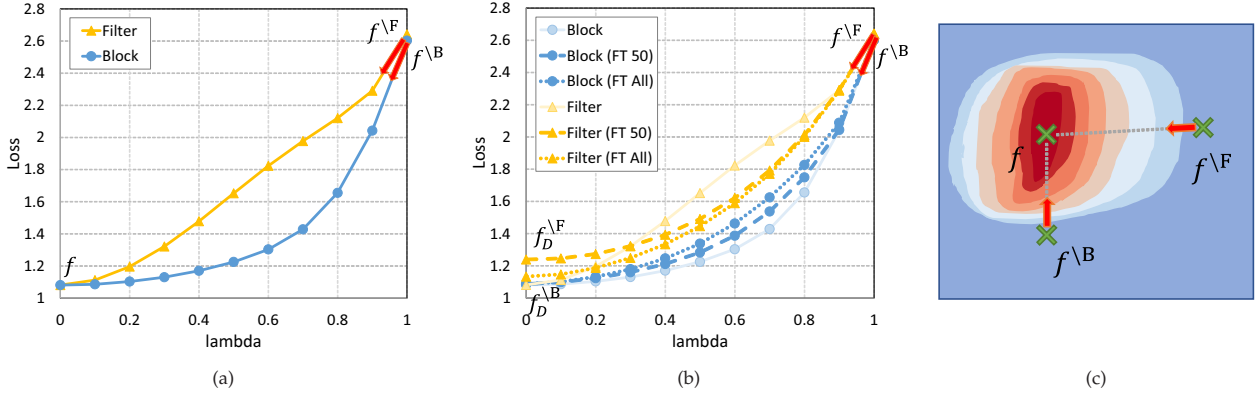 2.8
2.6
2.4
2.2
2
1.8
1.6
1.4
1.2
1
Loss
Filter
Block
f\F
f\B
f
0
0.2
0.4
0.6
0.8
1
lambda
(a)
2.8
2.6
2.4
2.2
2
1.8
1.6
1.4
1.2
1
Loss
Block
Block (FT 50)
Block (FT All)
Filter
Filter (FT 50)
Filter (FT All)
f\F
f\B
f_D\F
f_D\B
0
0.2
0.4
0.6
0.8
1
lambda
(b)
f
f\F
f\B
(c)